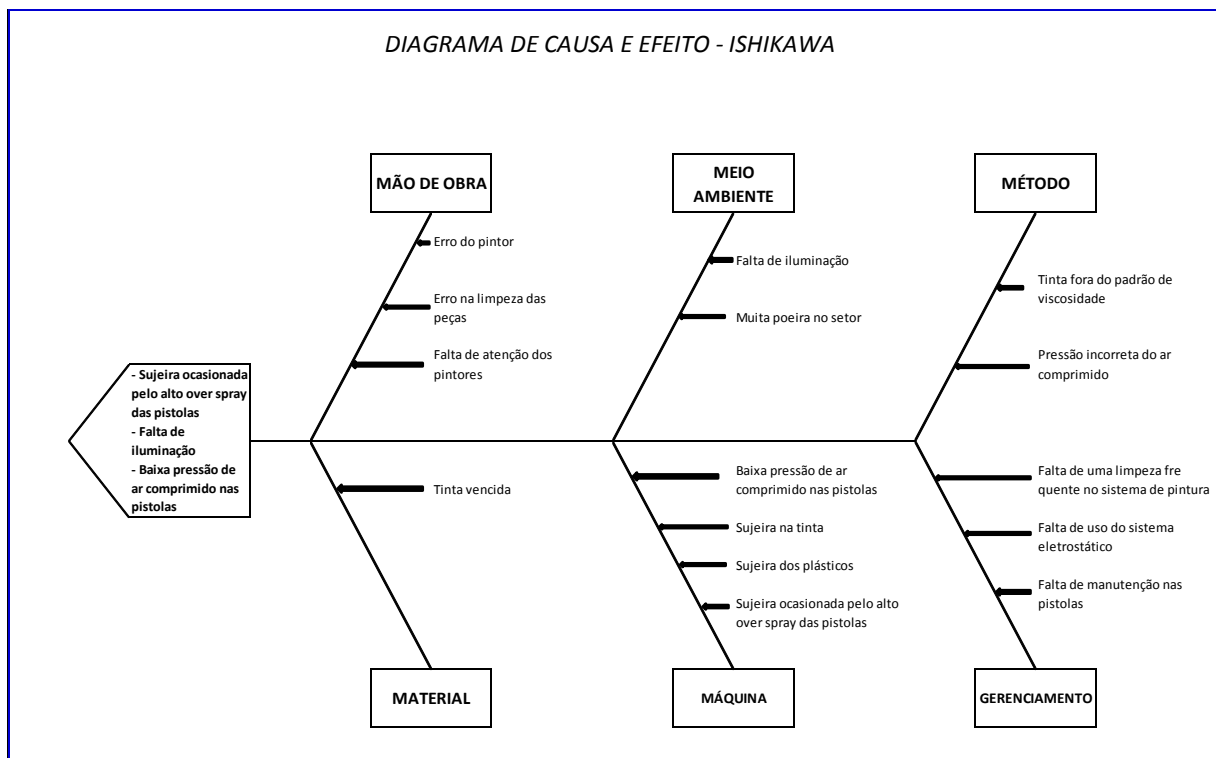 DIAGRAMA DE CAUSA E EFEITO - ISHIKAWA
MÃO DE OBRA
MEIO
AMBIENTE
MÉTODO
Erro do pintor
Erro na limpeza das
peças
Falta de atenção dos
pintores
Falta de iluminação
Muita poeira no setor
Tinta fora do padrão de
viscosidade
Pressão incorreta do ar
comprimido
- Sujeira ocasionada
pelo alto over spray
das pistolas
- Falta de
iluminação
- Baixa pressão de
ar comprimido nas
pistolas
Tinta vencida
Baixa pressão de ar
comprimido nas pistolas
Sujeira na tinta
Sujeira dos plásticos
Sujeira ocasionada pelo alto
over spray das pistolas
Falta de uma limpeza fre
quente no sistema de pintura
Falta de uso do sistema
eletrostático
Falta de manutenção nas
pistolas
MATERIAL
MÁQUINA
GERENCIAMENTO